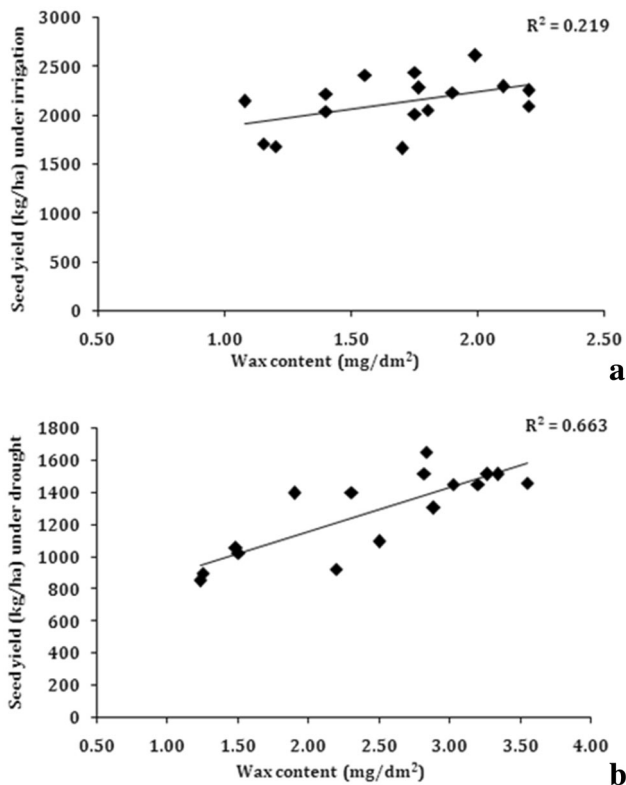 3000
R² = 0.219
2500
2000
1500
1000
500
0
Seed yield (kg/ha) under irrigation
0.50 1.00 1.50 2.00 2.50
Wax content (mg/dm²)
a
1800
R² = 0.663
1600
1400
1200
1000
800
600
400
200
0
Seed yield (kg/ha) under drought
0.50 1.00 1.50 2.00 2.50 3.00 3.50 4.00
Wax content (mg/dm²)
b